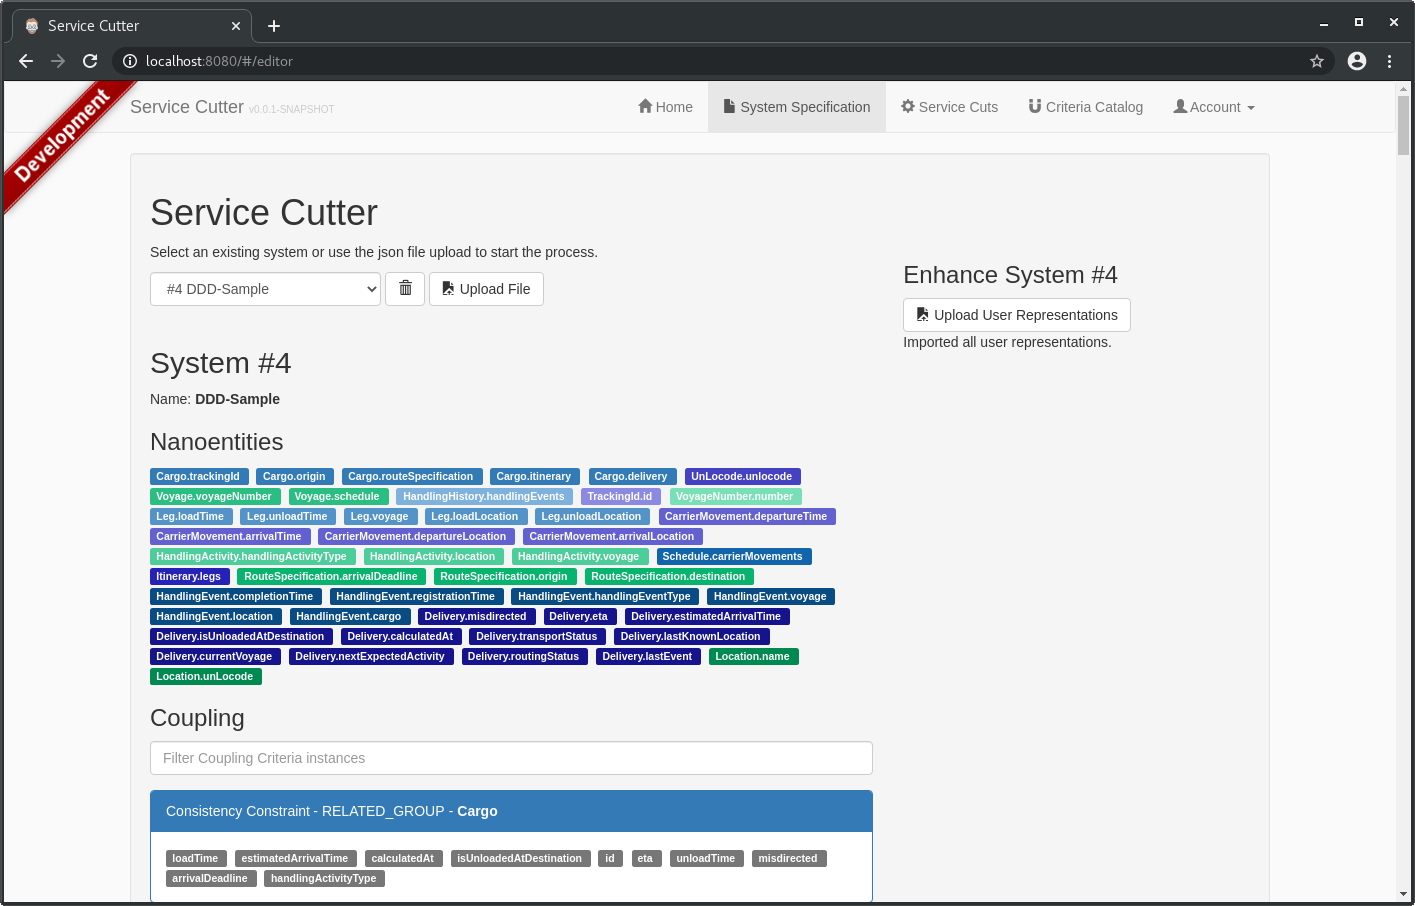 Service Cutter
localhost:8080/#/editor
Development
Service Cutter v0.0.1-SNAPSHOT
Home System Specification Service Cuts Criteria Catalog Account
Service Cutter
Select an existing system or use the json file upload to start the process.
#4 DDD-Sample Upload File
Enhance System #4
Upload User Representations
Imported all user representations.
System #4
Name: DDD-Sample
Nanoentities
Cargo.trackingId Cargo.origin Cargo.routeSpecification Cargo.itinerary Cargo.delivery UnLocode.unlocode
Voyage.voyageNumber Voyage.schedule HandlingHistory.handlingEvents TrackingId.id VoyageNumber.number
Leg.loadTime Leg.unloadTime Leg.voyage Leg.loadLocation Leg.unloadLocation CarrierMovement.departureTime
CarrierMovement.arrivalTime CarrierMovement.departureLocation CarrierMovement.arrivalLocation
HandlingActivity.handlingActivityType HandlingActivity.location HandlingActivity.voyage Schedule.carrierMovements
Itinerary.legs RouteSpecification.arrivalDeadline RouteSpecification.origin RouteSpecification.destination
HandlingEvent.completionTime HandlingEvent.registrationTime HandlingEvent.handlingEventType HandlingEvent.voyage
HandlingEvent.location HandlingEvent.cargo Delivery.misdirected Delivery.eta Delivery.estimatedArrivalTime
Delivery.isUnloadedAtDestination Delivery.calculatedAt Delivery.transportStatus Delivery.lastKnownLocation
Delivery.currentVoyage Delivery.nextExpectedActivity Delivery.routingStatus Delivery.lastEvent Location.name
Location.unLocode
Coupling
Filter Coupling Criteria instances
Consistency Constraint - RELATED_GROUP - Cargo
loadTime estimatedArrivalTime calculatedAt isUnloadedAtDestination id eta unloadTime misdirected
arrivalDeadline handlingActivityType